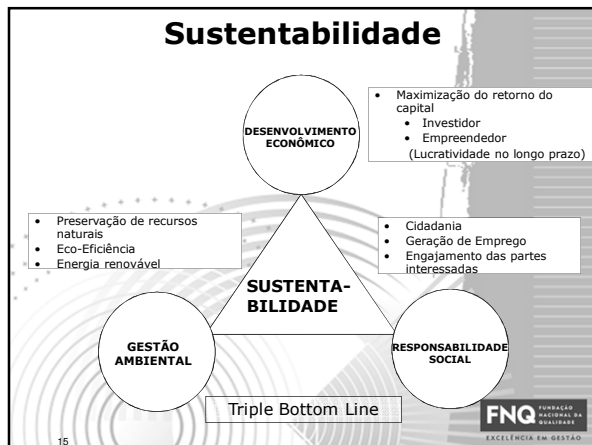 Sustentabilidade
DESENVOLVIMENTO
ECONÔMICO
• Maximização do retorno do
capital
• Investidor
• Empreendedor
(Lucratividade no longo prazo)
• Preservação de recursos
naturais
• Eco-Eficiência
• Energia renovável
• Cidadania
• Geração de Emprego
• Engajamento das partes
interessadas
SUSTENTA-
BILIDADE
GESTÃO
AMBIENTAL
RESPONSABILIDADE
SOCIAL
Triple Bottom Line
FNQ
FUNDAÇÃO
NACIONAL DA
QUALIDADE
EXCELÊNCIA EM GESTÃO
15